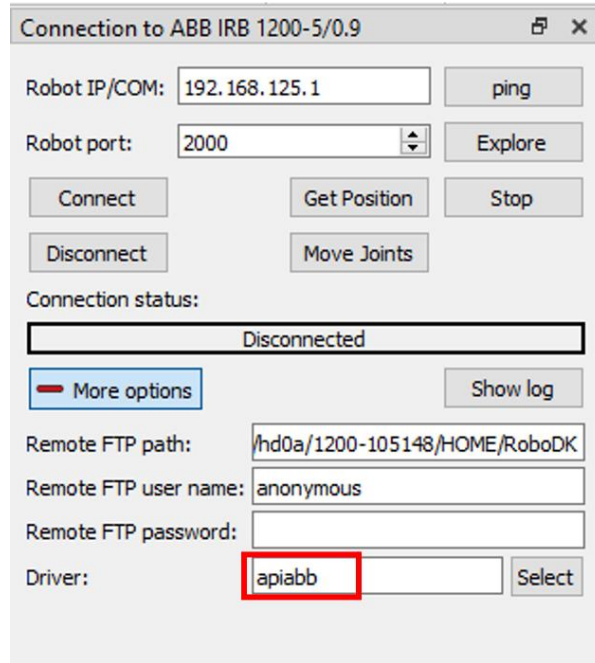 Connection to ABB IRB 1200-5/0.9
Robot IP/COM: 192.168.125.1 ping
Robot port: 2000 Explore
Connect Get Position Stop
Disconnect Move Joints
Connection status:
Disconnected
More options Show log
Remote FTP path: /hd0a/1200-105148/HOME/RoboDK
Remote FTP user name: anonymous
Remote FTP password:
Driver: apiabb Select